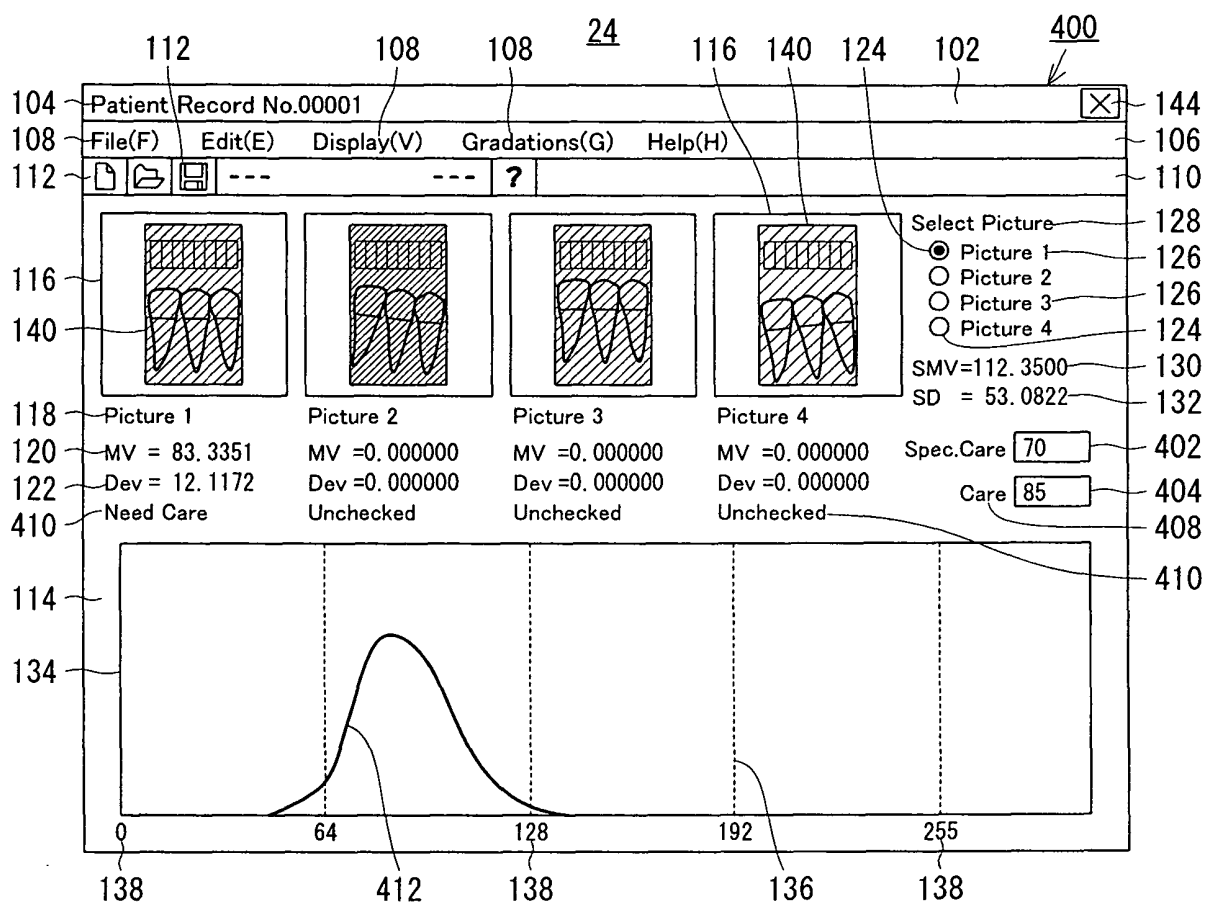 24
400
112
108
108
116
140
124
102
104
Patient Record No.00001
144
108
File(F) Edit(E) Display(V) Gradations(G) Help(H)
106
112
--- --- ?
110
Select Picture
128
Picture 1
126
116
Picture 2
Picture 3
126
140
Picture 4
124
SMV=112.3500
130
SD = 53.0822
132
118
Picture 1 Picture 2 Picture 3 Picture 4
120
MV = 83.3351 MV =0.000000 MV =0.000000 MV =0.000000
Spec.Care 70
402
122
Dev = 12.1172 Dev =0.000000 Dev =0.000000 Dev =0.000000
Care 85
404
410
Need Care Unchecked Unchecked Unchecked
408
410
114
134
0 64 128 192 255
138 412 138 136 138